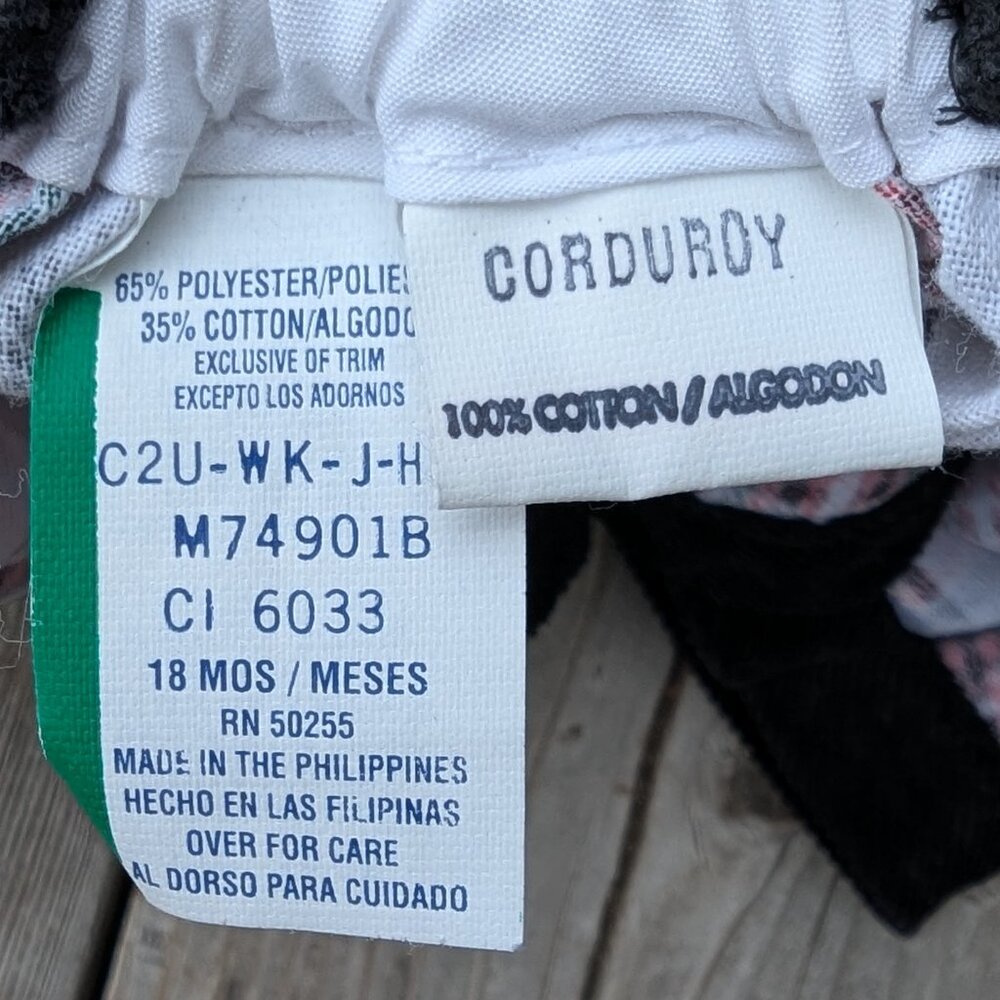 65% POLYESTER/POLIES
35% COTTON/ALGODO
EXCLUSIVE OF TRIM
EXCEPTO LOS ADORNOS
C2U-WK-J-H
M74901B
CI 6033
18 MOS / MESES
RN 50255
MADE IN THE PHILIPPINES
HECHO EN LAS FILIPINAS
OVER FOR CARE
AL DORSO PARA CUIDADO
CORDUROY
100% COTTON / ALGODON